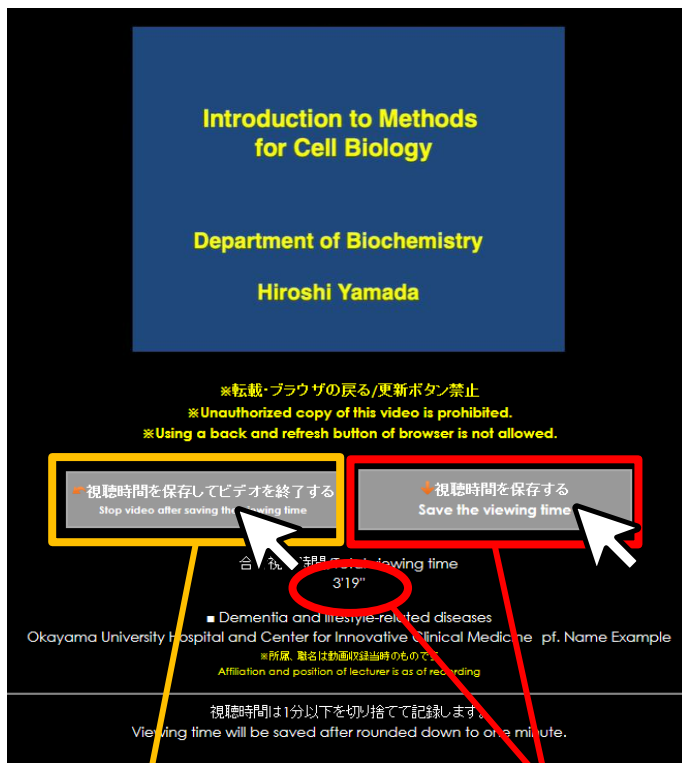 Introduction to Methods
for Cell Biology
Department of Biochemistry
Hiroshi Yamada
※転載・ブラウザの戻る/更新ボタン禁止
※Unauthorized copy of this video is prohibited.
※Using a back and refresh button of browser is not allowed.
視聴時間を保存してビデオを終了する
Stop video after saving the viewing time
視聴時間を保存する
Save the viewing time
合 視 時間 viewing time
3'19"
■ Dementia and lifestyle-related diseases
Okayama University Hospital and Center for Innovative Clinical Medicine pf. Name Example
※所属、職名は動画収録当時のものです
Affiliation and position of lecturer is as of recording
視聴時間は1分以下を切り捨てて記録します。
Viewing time will be saved after rounded down to one minute.